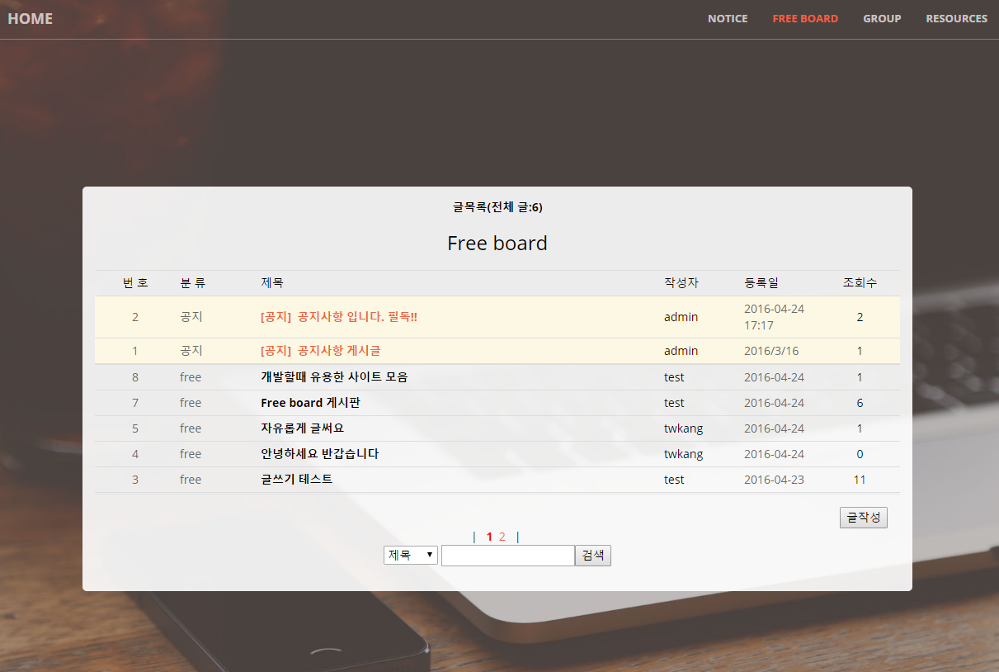 HOME NOTICE FREE BOARD GROUP RESOURCES
글목록(전체 글:6)
Free board
번 호 분 류 제목 작성자 등록일 조회수
2 공지 [공지] 공지사항 입니다. 필독!! admin 2016-04-24 17:17 2
1 공지 [공지] 공지사항 게시글 admin 2016/3/16 1
8 free 개발할때 유용한 사이트 모음 test 2016-04-24 1
7 free Free board 게시판 test 2016-04-24 6
5 free 자유롭게 글써요 twkang 2016-04-24 1
4 free 안녕하세요 반갑습니다 twkang 2016-04-24 0
3 free 글쓰기 테스트 test 2016-04-23 11
글작성
| 1 2 |
제목 검색